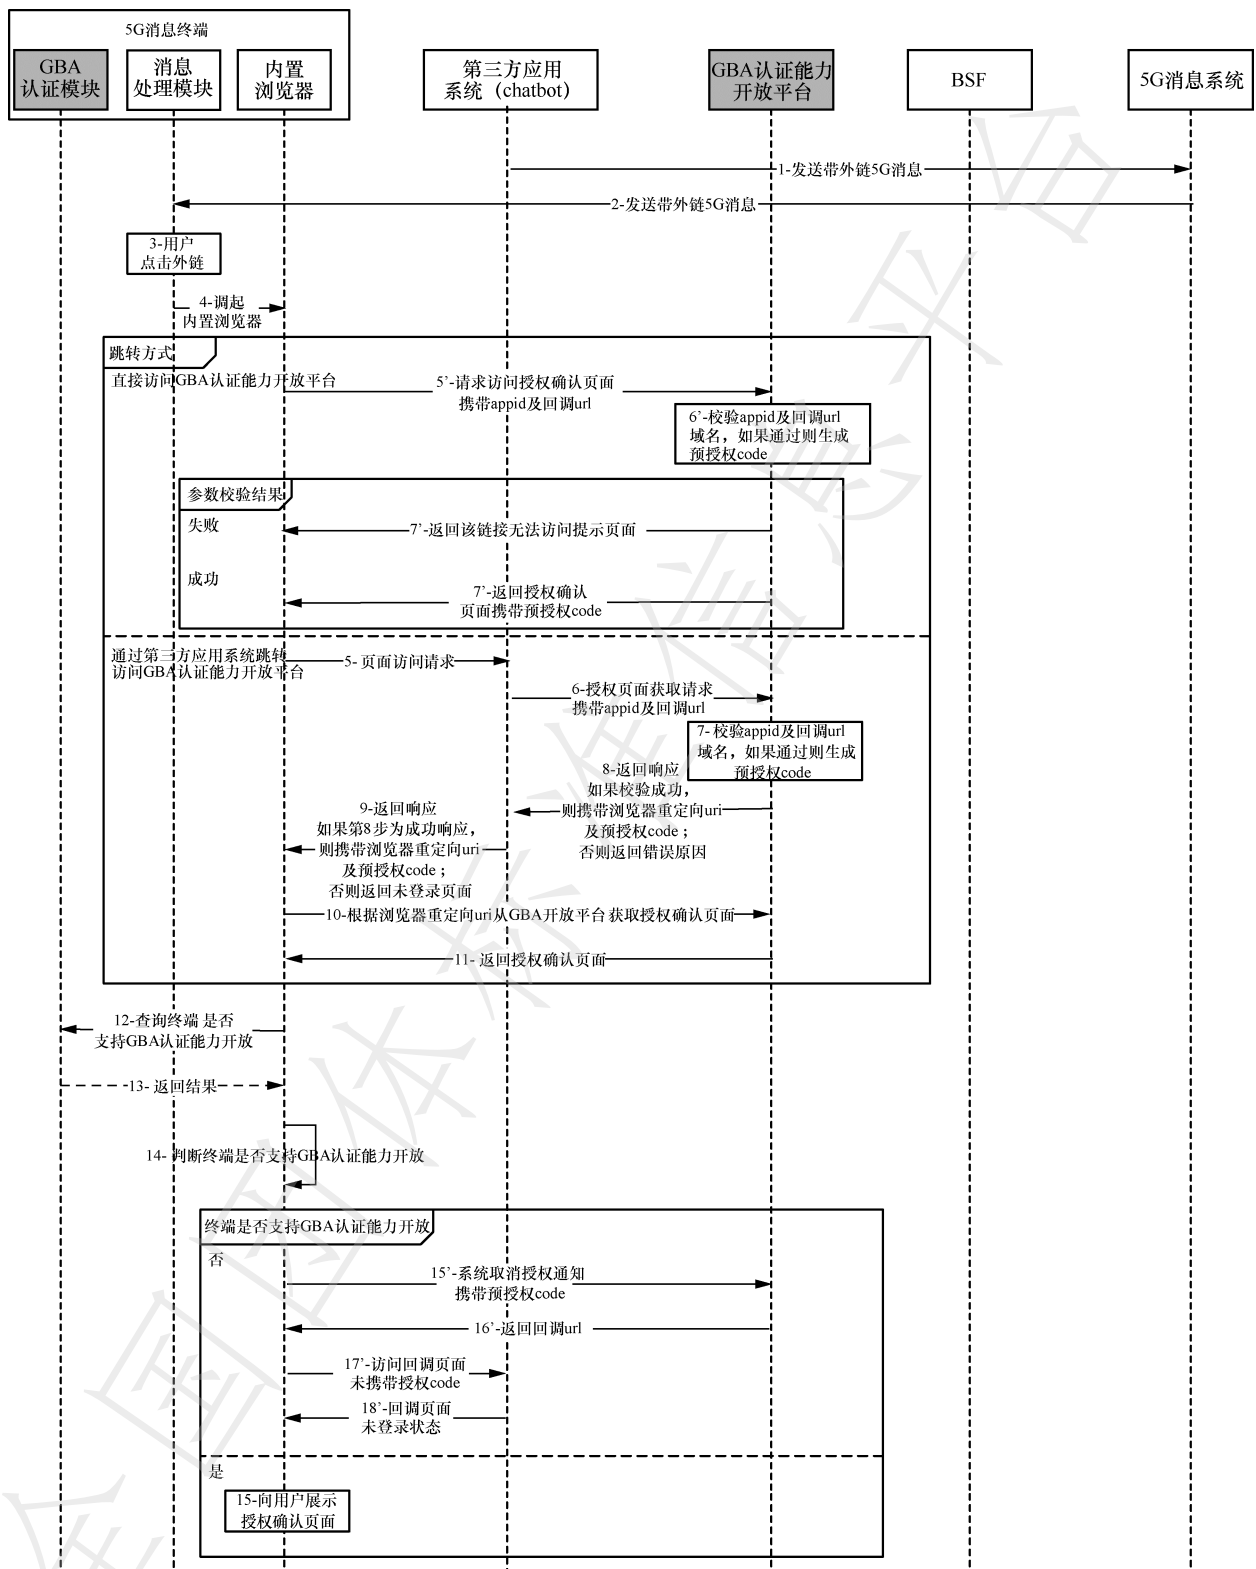 5G消息终端
GBA
认证模块
消息
处理模块
内置
浏览器
第三方应用
系统（chatbot）
GBA认证能力
开放平台
BSF
5G消息系统
1-发送带外链5G消息
2-发送带外链5G消息
3-用户
点击外链
4-调起
内置浏览器
跳转方式
直接访问GBA认证能力开放平台
5’-请求访问授权确认页面
携带appid及回调url
6’-校验appid及回调url
域名，如果通过则生成
预授权code
参数校验结果
失败
7’-返回该链接无法访问提示页面
成功
7’-返回授权确认
页面携带预授权code
通过第三方应用系统跳转
访问GBA认证能力开放平台
5- 页面访问请求
6-授权页面获取请求
携带appid及回调url
7- 校验appid及回调url
域名，如果通过则生成
预授权code
8-返回响应
如果校验成功，
则携带浏览器重定向uri
及预授权code；
否则返回错误原因
9-返回响应
如果第8步为成功响应，
则携带浏览器重定向uri
及预授权code；
否则返回未登录页面
10-根据浏览器重定向uri从GBA开放平台 获取授权确认页面
11- 返回授权确认页面
12-查询终端 是否
支持GBA认证能力开放
13- 返回结果
14- 判断终端是否支持GBA认证能力开放
终端是否支持GBA认证能力开放
否
15’-系统取消授权通知
携带预授权code
16’-返回回调url
17’-访问回调页面
未携带授权code
18’-回调页面
未登录状态
是
15-向用户展示
授权确认页面
全国团体标准信息平台